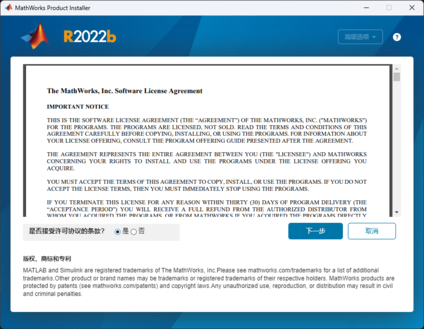 MathWorks Product Installer
R2022b
高级选项
?
The MathWorks, Inc. Software License Agreement
IMPORTANT NOTICE
THIS IS THE SOFTWARE LICENSE AGREEMENT (THE "AGREEMENT") OF THE MATHWORKS, INC. ("MATHWORKS")
FOR THE PROGRAMS. THE PROGRAMS ARE LICENSED, NOT SOLD. READ THE TERMS AND CONDITIONS OF THIS
AGREEMENT CAREFULLY BEFORE COPYING, INSTALLING, OR USING THE PROGRAMS. FOR INFORMATION ABOUT
YOUR LICENSE OFFERING, CONSULT THE PROGRAM OFFERING GUIDE PRESENTED AFTER THE AGREEMENT.
THE AGREEMENT REPRESENTS THE ENTIRE AGREEMENT BETWEEN YOU (THE "LICENSEE") AND MATHWORKS
CONCERNING YOUR RIGHTS TO INSTALL AND USE THE PROGRAMS UNDER THE LICENSE OFFERING YOU
ACQUIRE.
YOU MUST ACCEPT THE TERMS OF THIS AGREEMENT TO COPY, INSTALL, OR USE THE PROGRAMS. IF YOU DO NOT
ACCEPT THE LICENSE TERMS, THEN YOU MUST IMMEDIATELY STOP USING THE PROGRAMS.
IF YOU TERMINATE THIS LICENSE FOR ANY REASON WITHIN THIRTY (30) DAYS OF PROGRAM DELIVERY (THE
"ACCEPTANCE PERIOD") YOU WILL RECEIVE A FULL REFUND FROM THE AUTHORIZED DISTRIBUTOR FROM
WHOM YOU ACQUIRED THE PROGRAMS, OR FROM MATHWORKS IF YOU ACQUIRED THE PROGRAMS DIRECTLY
是否接受许可协议的条款? 是 否
下一步
取消
版权，商标和专利
MATLAB and Simulink are registered trademarks of The MathWorks, Inc.Please see mathworks.com/trademarks for a list of additional
trademarks.Other product or brand names may be trademarks or registered trademarks of their respective holders. MathWorks products are
protected by patents (see mathworks.com/patents) and copyright laws.Any unauthorized use, reproduction, or distribution may result in civil
and criminal penalties.